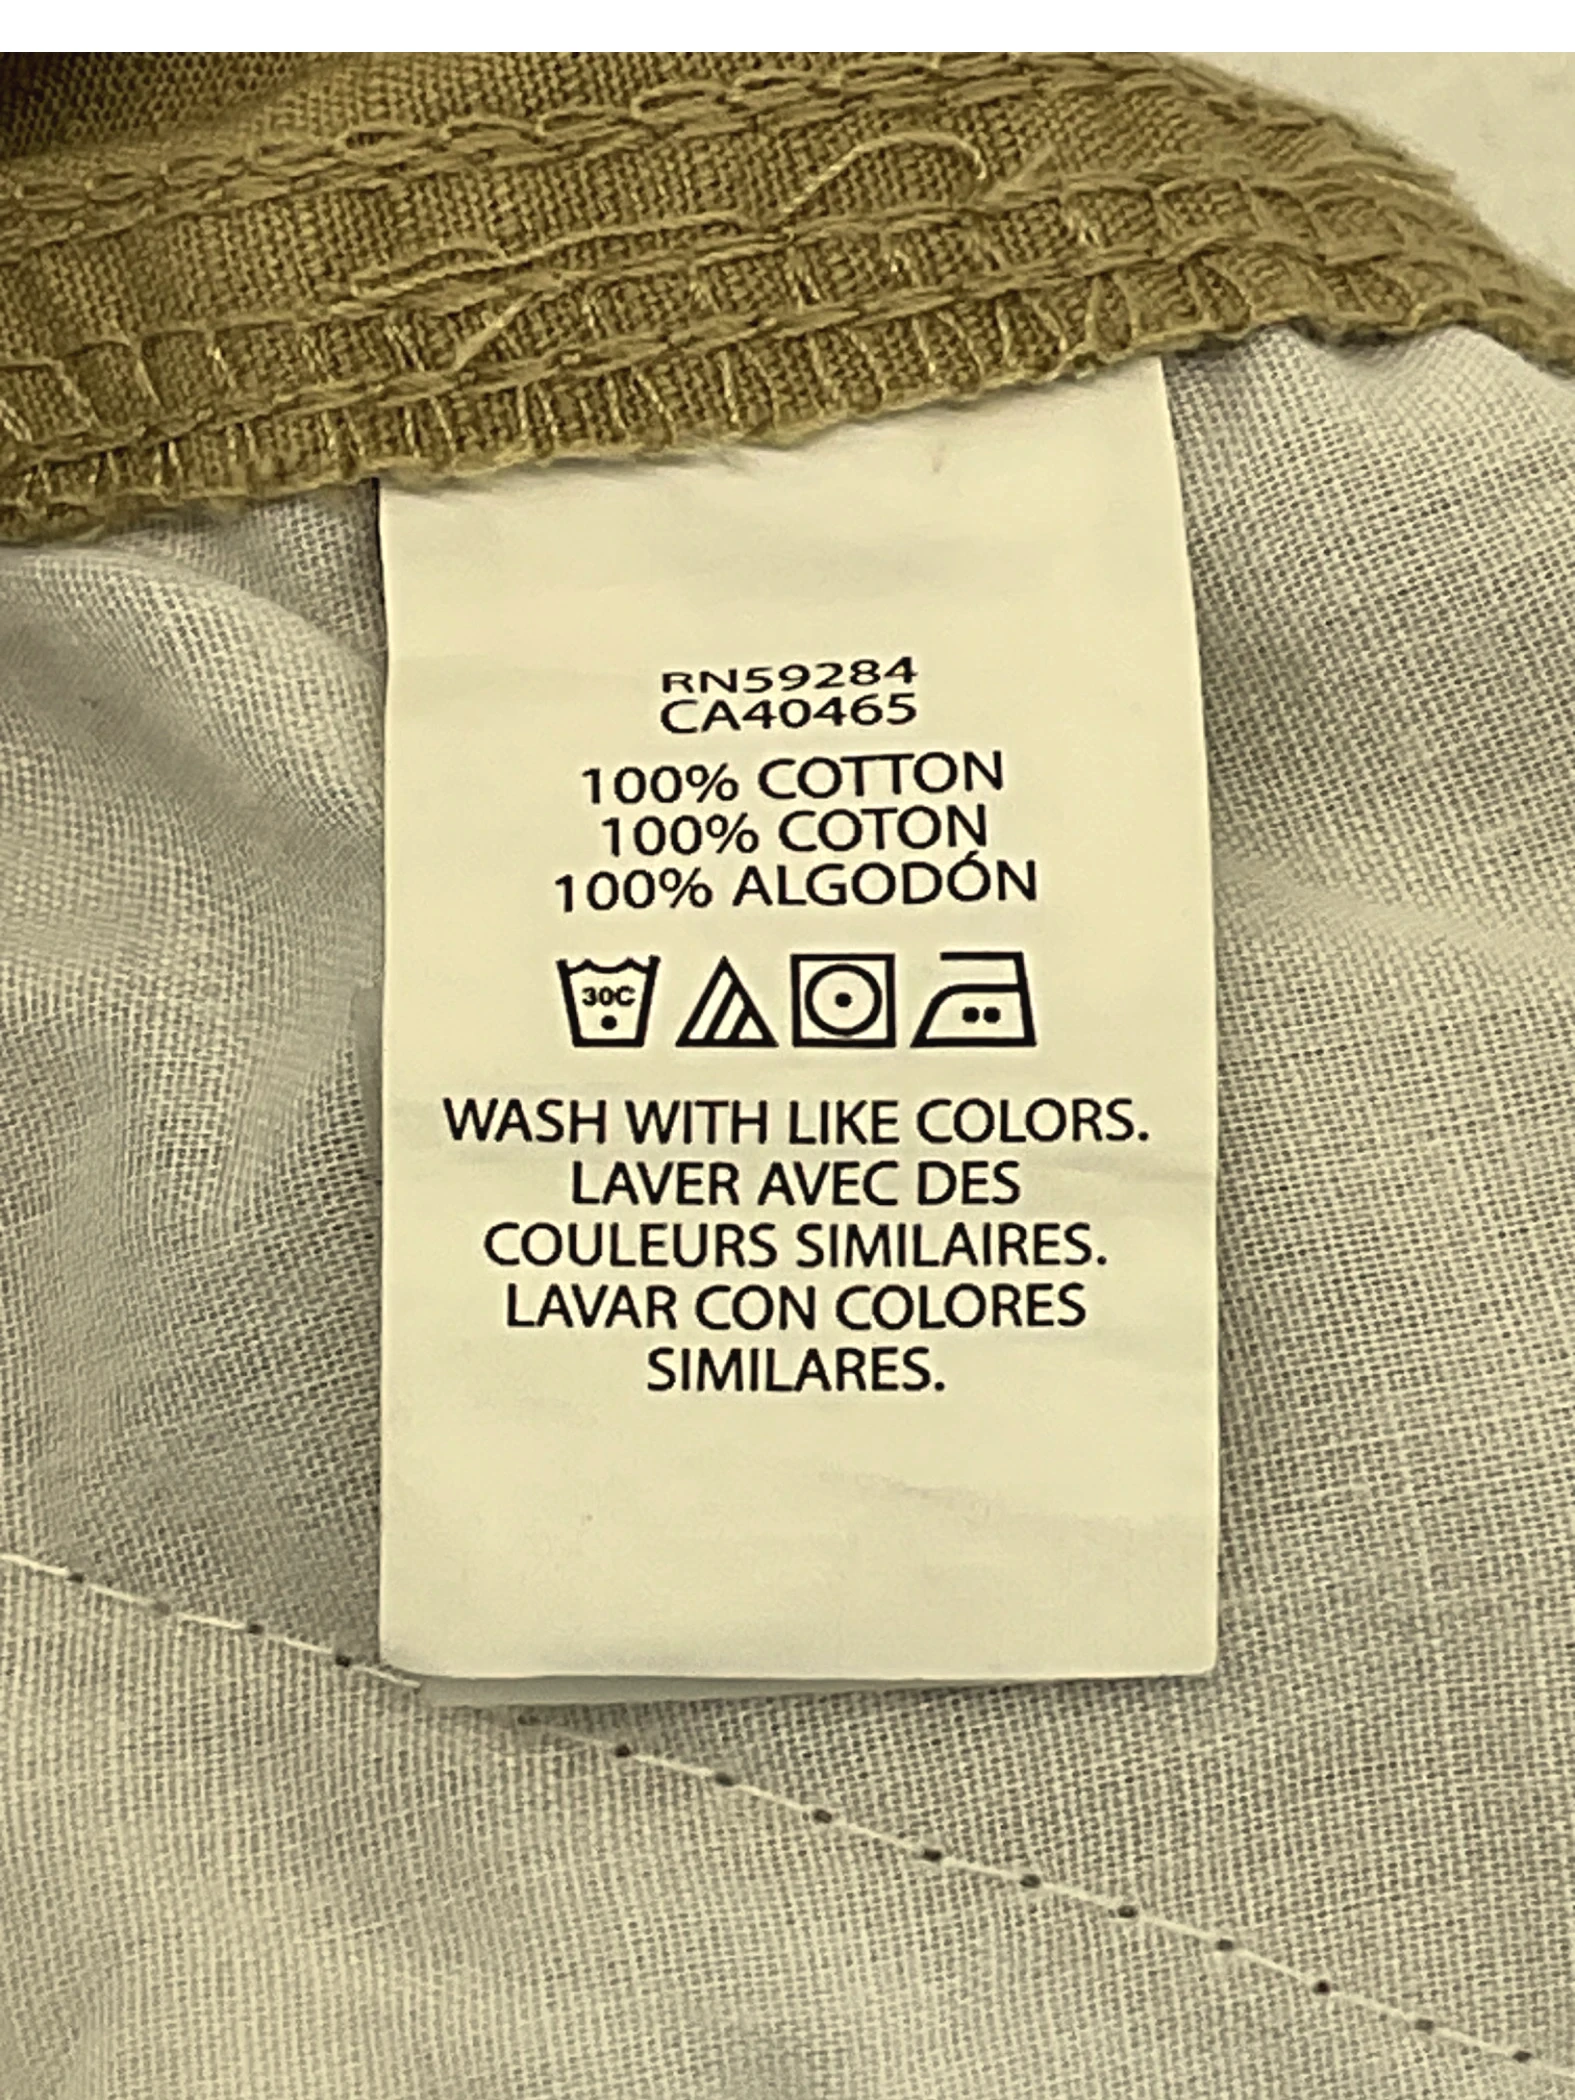 RN59284
CA40465
100% COTTON
100% COTON
100% ALGODÓN
30C
WASH WITH LIKE COLORS.
LAVER AVEC DES
COULEURS SIMILAIRES.
LAVAR CON COLORES
SIMILARES.